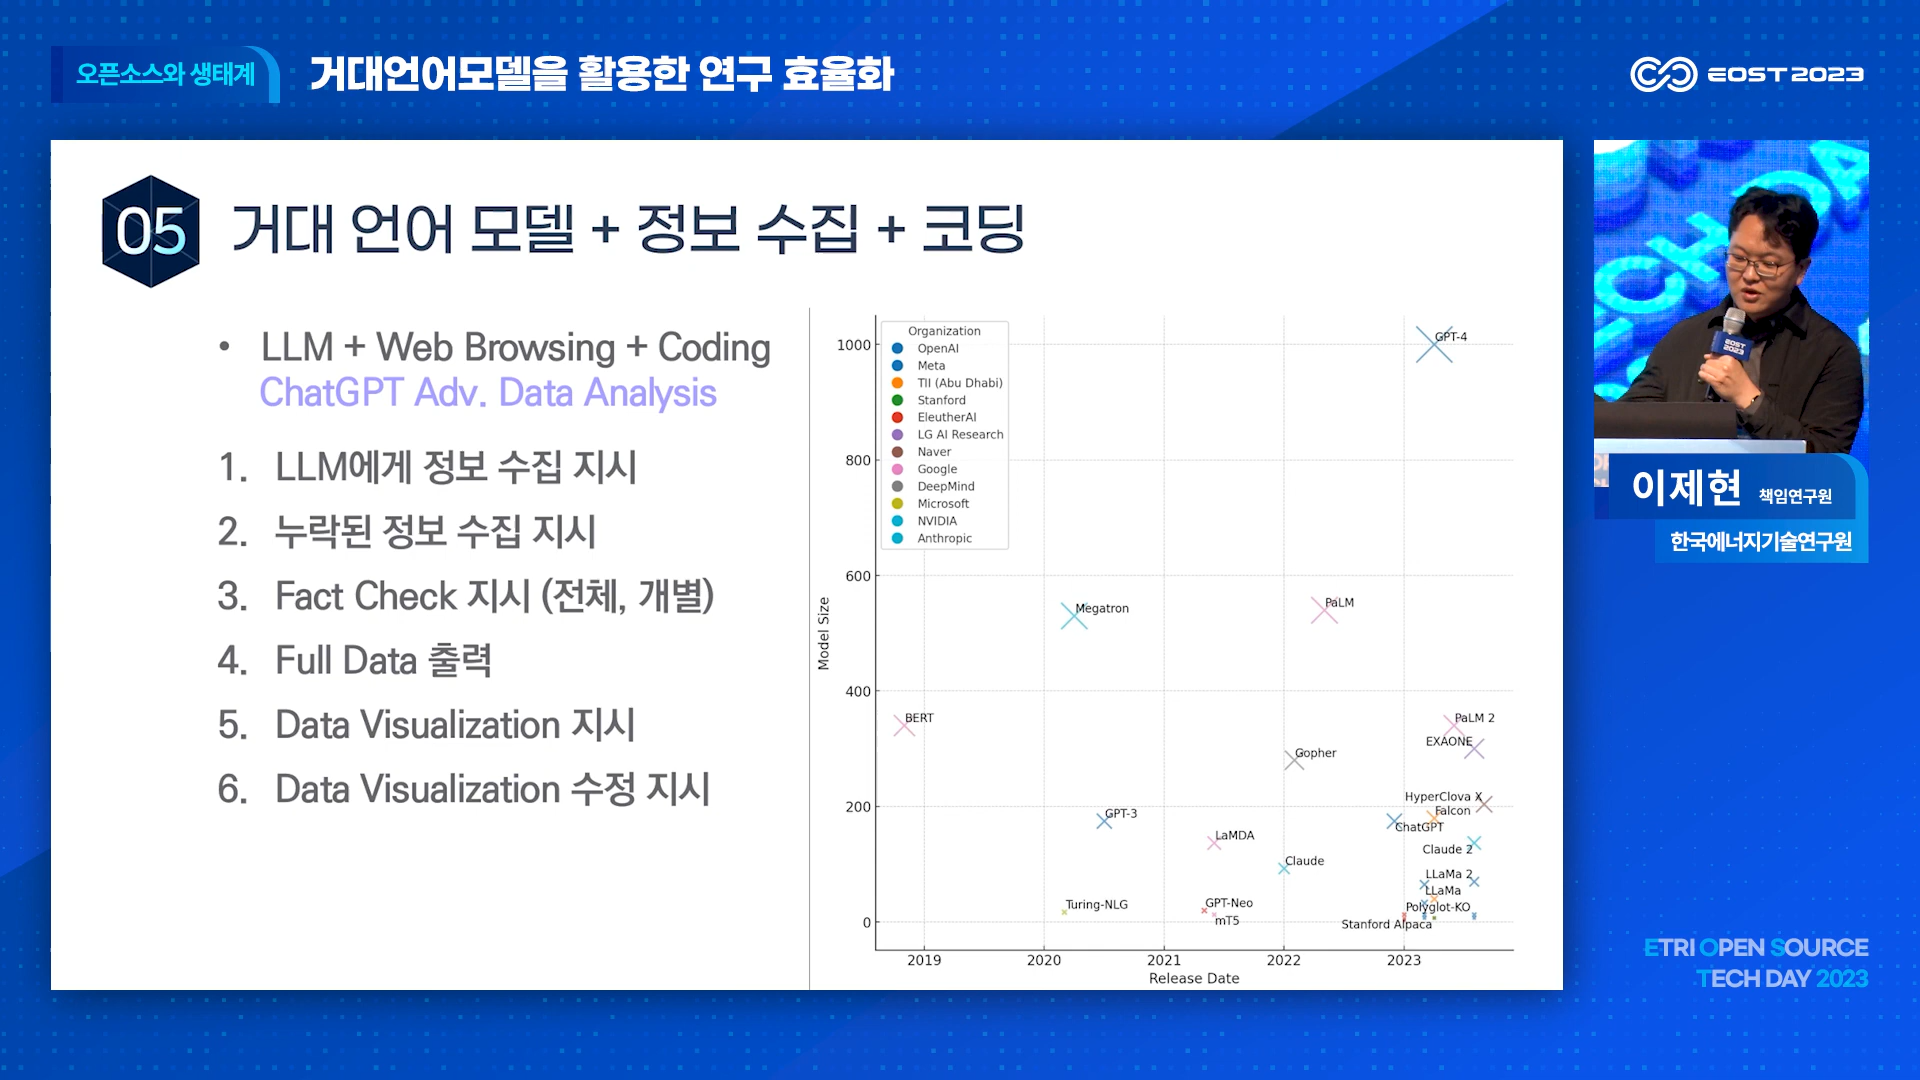 오픈소스와 생태계
거대언어모델을 활용한 연구 효율화
EOST 2023
05
거대 언어 모델 + 정보 수집 + 코딩
• LLM + Web Browsing + Coding
ChatGPT Adv. Data Analysis
1. LLM에게 정보 수집 지시
2. 누락된 정보 수집 지시
3. Fact Check 지시 (전체, 개별)
4. Full Data 출력
5. Data Visualization 지시
6. Data Visualization 수정 지시
Organization
OpenAI
Meta
TII (Abu Dhabi)
Stanford
EleutherAI
LG AI Research
Naver
Google
DeepMind
Microsoft
NVIDIA
Anthropic
Model Size
1000
800
600
400
200
0
GPT-4
Megatron
PaLM
BERT
PaLM 2
EXAONE
Gopher
HyperClova X
Falcon
GPT-3
ChatGPT
LaMDA
Claude 2
Claude
LLaMa 2
LLaMa
Turing-NLG
GPT-Neo
Polyglot-KO
mT5
Stanford Alpaca
2019
2020
2021
2022
2023
Release Date
EOST
2023
이제현 책임연구원
한국에너지기술연구원
ETRI OPEN SOURCE
TECH DAY 2023